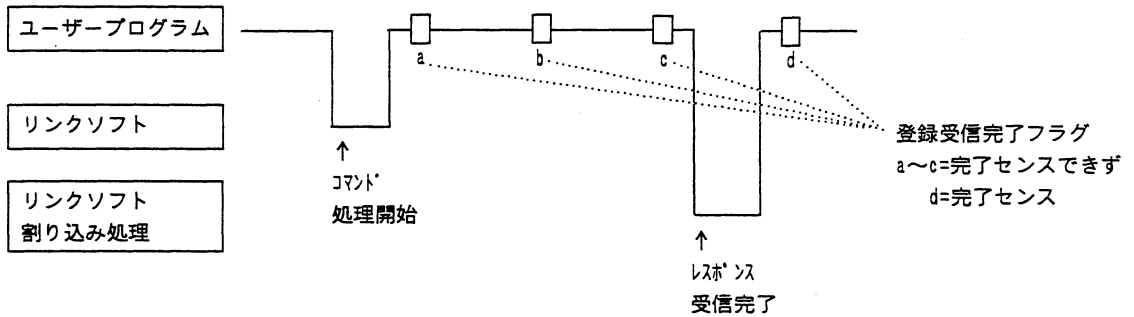 ユーザープログラム
a
b
c
d
リンクソフト
登録受信完了フラグ
a～c=完了センスできず
d=完了センス
↑
コマンド
処理開始
リンクソフト
割り込み処理
↑
レスポンス
受信完了